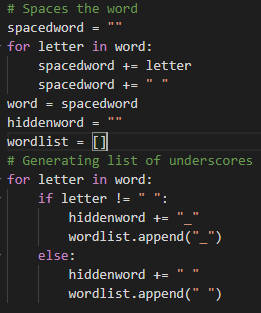 # Spaces the word
spacedword = ""
for letter in word:
    spacedword += letter
    spacedword += " "
word = spacedword
hiddenword = ""
wordlist = []
# Generating list of underscores
for letter in word:
    if letter != " ":
        hiddenword += "_"
        wordlist.append("_")
    else:
        hiddenword += " "
        wordlist.append(" ")